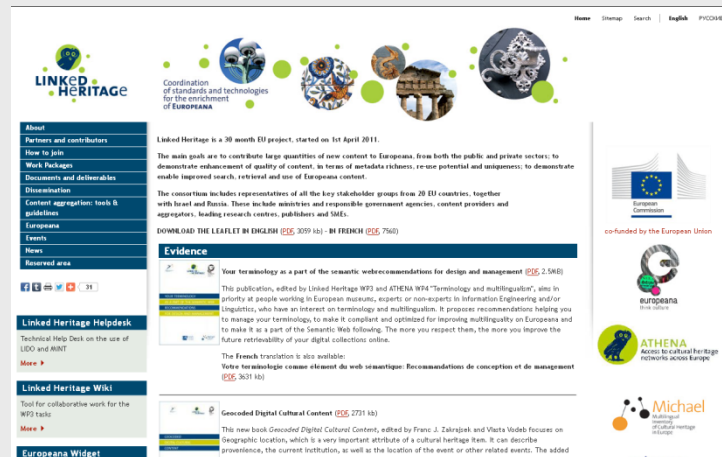 Home Sitemap Search English РУССКИЙ
LINKED HERITAGE
Coordination
of standards and technologies
for the enrichment
of EUROPEANA
About
Partners and contributors
How to join
Work Packages
Documents and deliverables
Dissemination
Content aggregation: tools &
guidelines
Europeana
Events
News
Reserved area
31
Linked Heritage Helpdesk
Technical Help Desk on the use of
LIDO and MINT
More
Linked Heritage Wiki
Tool for collaborative work for the
WP3 tasks
More
Europeana Widget
Linked Heritage is a 30 month EU project, started on 1st April 2011.
The main goals are to contribute large quantities of new content to Europeana, from both the public and private sectors; to
demonstrate enhancement of quality of content, in terms of metadata richness, re-use potential and uniqueness; to demonstrate
enable improved search, retrieval and use of Europeana content.
The consortium includes representatives of all the key stakeholder groups from 20 EU countries, together
with Israel and Russia. These include ministries and responsible government agencies, content providers and
aggregators, leading research centres, publishers and SMEs.
DOWNLOAD THE LEAFLET IN ENGLISH (PDF, 3059 kb) - IN FRENCH (PDF, 7560)
Evidence
Your terminology as a part of the semantic webrecommendations for design and management (PDF, 2.5MB)
This publication, edited by Linked Heritage WP3 and ATHENA WP4 "Terminology and multilingualism", aims in
priority at people working in European museums, experts or non-experts in Information Engineering and/or
Linguistics, who have an interest on terminology and multilingualism. It proposes recommendations helping you
to manage your terminology, to make it compliant and optimized for improving multilinguality on Europeana and
to make it as a part of the Semantic Web following. The more you respect them, the more you improve the
future retrievability of your digital collections online.
The French translation is also available:
Votre terminologie comme élément du web sémantique: Recommandations de conception et de management
(PDF, 3631 kb)
Geocoded Digital Cultural Content (PDF, 2731 kb)
This new book Geocoded Digital Cultural Content, edited by Franc J. Zakrajsek and Vlasta Vodeb focuses on
Geographic location, which is a very important attribute of a cultural heritage item. It can describe
provenience, the current institution, as well as the location of the event or other related events. The added
European
Commission
co-funded by the European Union
europeana
think culture
ATHENA
Access to cultural heritage
networks across Europe
Michael
Multilingual
Inventory
of Cultural Heritage
in Europe